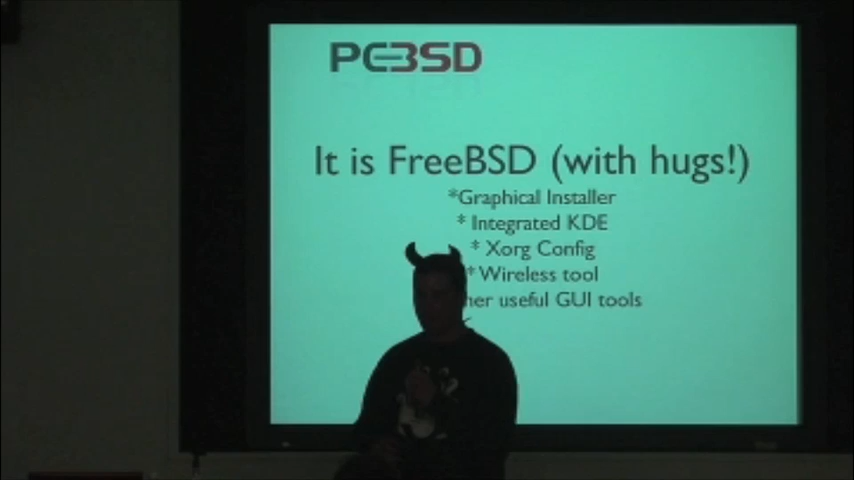 PCBSD
It is FreeBSD (with hugs!)
*Graphical Installer
* Integrated KDE
* Xorg Config
* Wireless tool
useful GUI tools